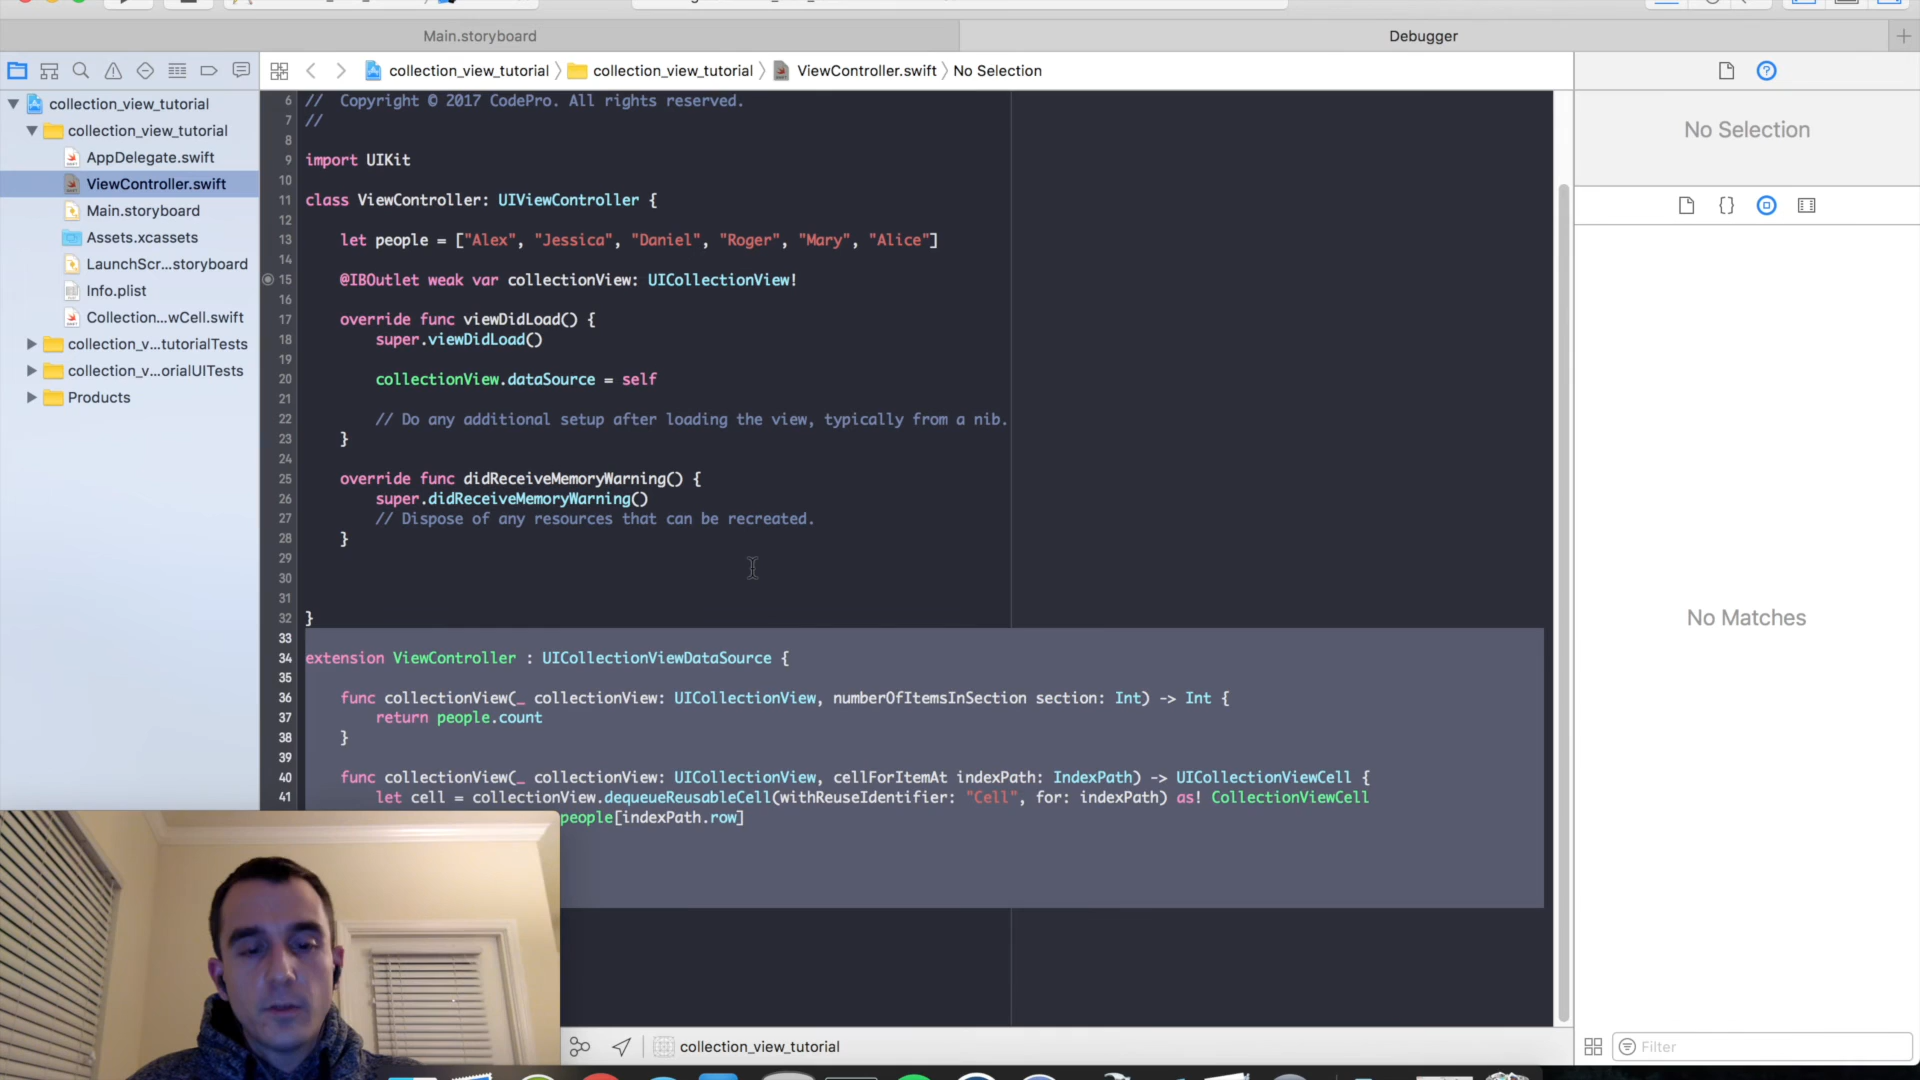 Main.storyboard
Debugger
collection_view_tutorial
collection_view_tutorial
ViewController.swift
No Selection
collection_view_tutorial
collection_view_tutorial
AppDelegate.swift
ViewController.swift
Main.storyboard
Assets.xcassets
LaunchScr...storyboard
Info.plist
Collection...wCell.swift
collection_v...tutorialTests
collection_v...orialUITests
Products
6 //  Copyright © 2017 CodePro. All rights reserved.
7 //
8
9 import UIKit
10
11 class ViewController: UIViewController {
12
13     let people = ["Alex", "Jessica", "Daniel", "Roger", "Mary", "Alice"]
14
15     @IBOutlet weak var collectionView: UICollectionView!
16
17     override func viewDidLoad() {
18         super.viewDidLoad()
19
20         collectionView.dataSource = self
21
22         // Do any additional setup after loading the view, typically from a nib.
23     }
24
25     override func didReceiveMemoryWarning() {
26         super.didReceiveMemoryWarning()
27         // Dispose of any resources that can be recreated.
28     }
29
30
31
32 }
33
34 extension ViewController : UICollectionViewDataSource {
35
36     func collectionView(_ collectionView: UICollectionView, numberOfItemsInSection section: Int) -> Int {
37         return people.count
38     }
39
40     func collectionView(_ collectionView: UICollectionView, cellForItemAt indexPath: IndexPath) -> UICollectionViewCell {
41         let cell = collectionView.dequeueReusableCell(withReuseIdentifier: "Cell", for: indexPath) as! CollectionViewCell
people[indexPath.row]
collection_view_tutorial
No Selection
No Matches
Filter